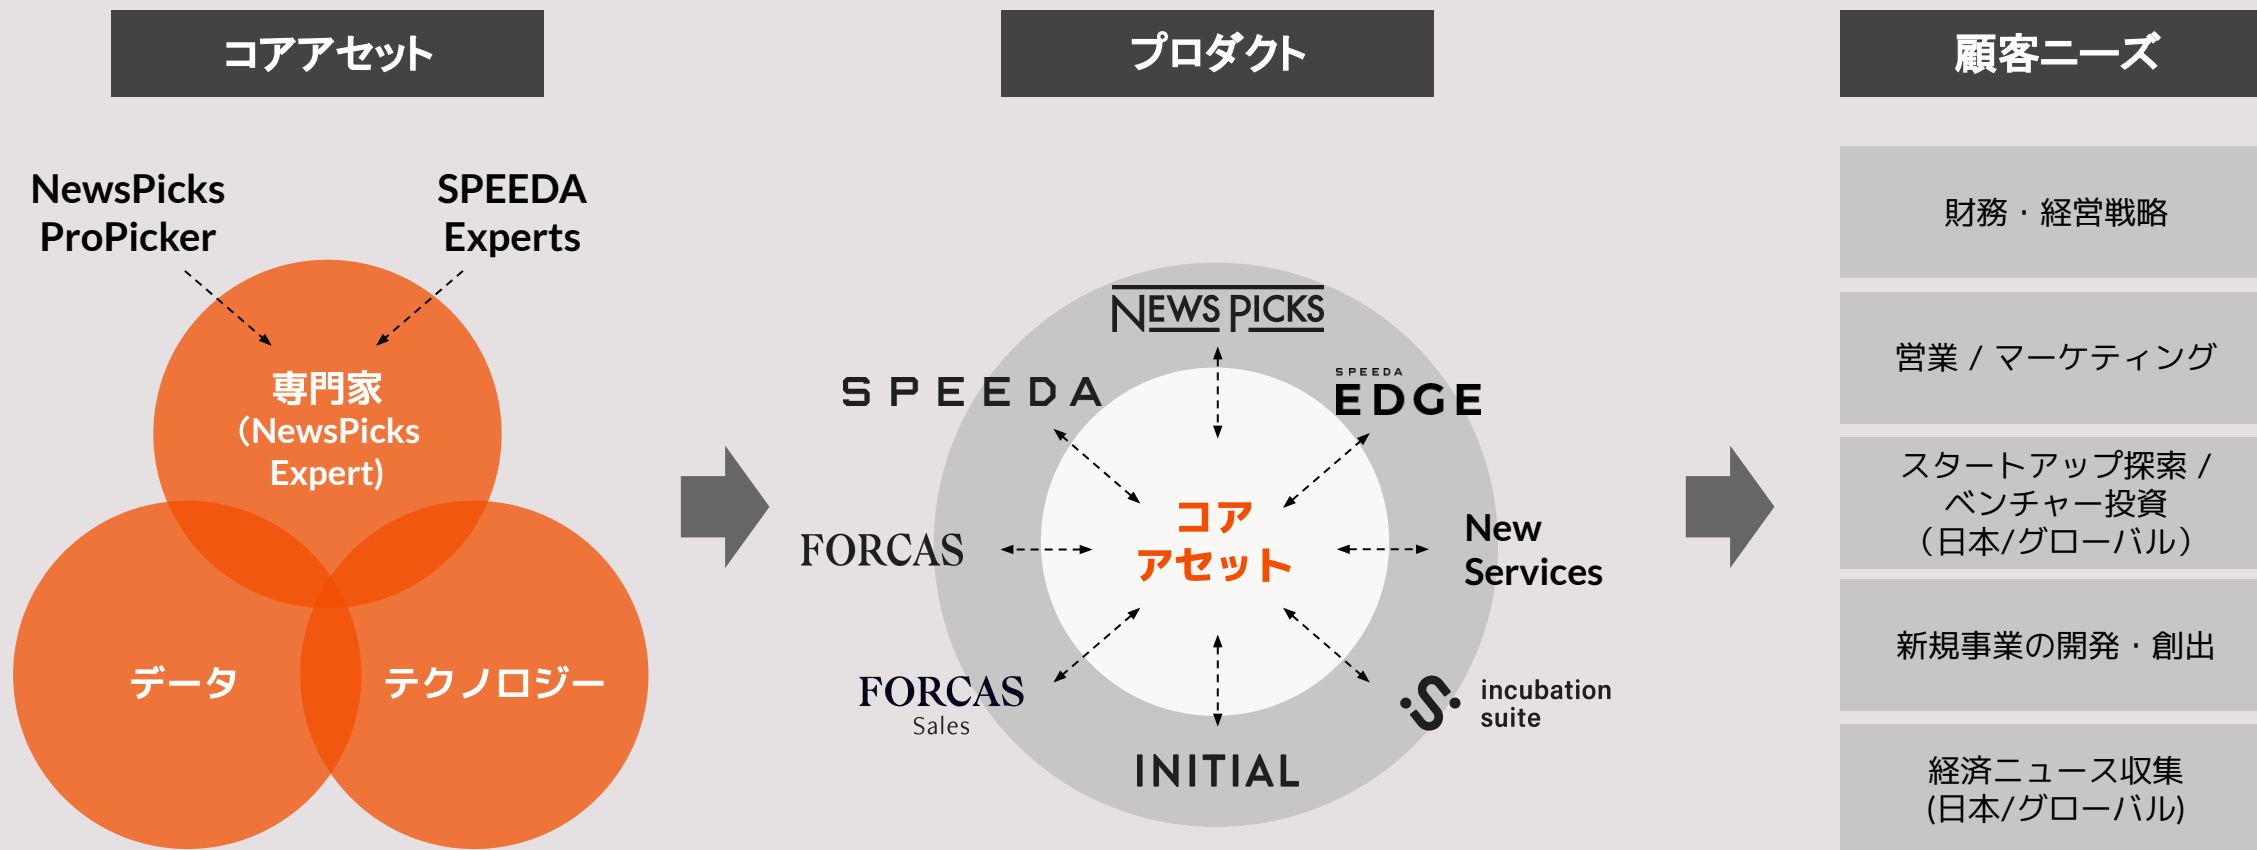 コアアセット
プロダクト
顧客ニーズ
NewsPicks
ProPicker
SPEEDA
Experts
専門家
（NewsPicks
Expert)
データ
テクノロジー
NEWSPICKS
SPEEDA
SPEEDA
EDGE
FORCAS
コア
アセット
New
Services
FORCAS
Sales
incubation
suite
INITIAL
財務・経営戦略
営業 / マーケティング
スタートアップ探索 /
ベンチャー投資
（日本/グローバル）
新規事業の開発・創出
経済ニュース収集
(日本/グローバル)